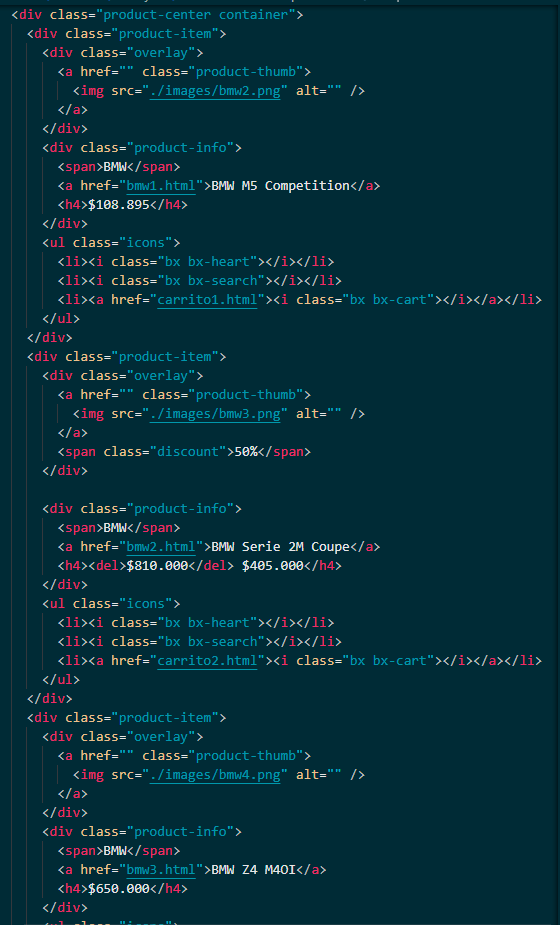 <div class="product-center container">
<div class="product-item">
<div class="overlay">
<a href="" class="product-thumb">
<img src="./images/bmw2.png" alt="" />
</a>
</div>
<div class="product-info">
<span>BMW</span>
<a href="bmw1.html">BMW M5 Competition</a>
<h4>$108.895</h4>
</div>
<ul class="icons">
<li><i class="bx bx-heart"></i></li>
<li><i class="bx bx-search"></i></li>
<li><a href="carrito1.html"><i class="bx bx-cart"></i></a></li>
</ul>
</div>
<div class="product-item">
<div class="overlay">
<a href="" class="product-thumb">
<img src="./images/bmw3.png" alt="" />
</a>
<span class="discount">50%</span>
</div>
<div class="product-info">
<span>BMW</span>
<a href="bmw2.html">BMW Serie 2M Coupe</a>
<h4><del>$810.000</del> $405.000</h4>
</div>
<ul class="icons">
<li><i class="bx bx-heart"></i></li>
<li><i class="bx bx-search"></i></li>
<li><a href="carrito2.html"><i class="bx bx-cart"></i></a></li>
</ul>
</div>
<div class="product-item">
<div class="overlay">
<a href="" class="product-thumb">
<img src="./images/bmw4.png" alt="" />
</a>
</div>
<div class="product-info">
<span>BMW</span>
<a href="bmw3.html">BMW Z4 M4OI</a>
<h4>$650.000</h4>
</div>